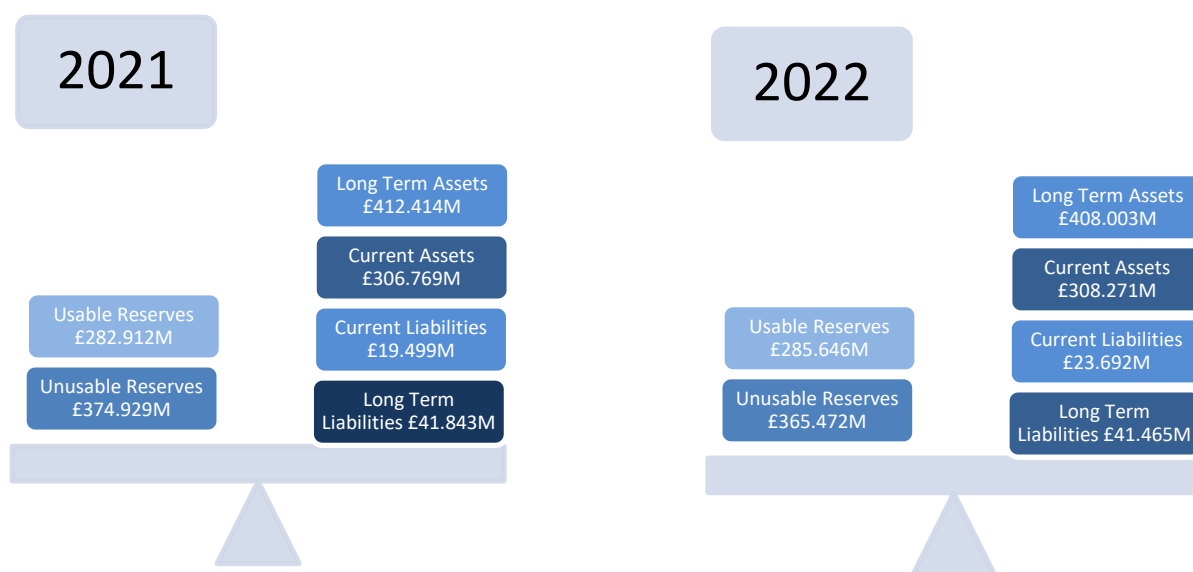 2021
Long Term Assets
£412.414M
Current Assets
£306.769M
Usable Reserves
£282.912M
Current Liabilities
£19.499M
Unusable Reserves
£374.929M
Long Term
Liabilities £41.843M
2022
Long Term Assets
£408.003M
Current Assets
£308.271M
Usable Reserves
£285.646M
Current Liabilities
£23.692M
Unusable Reserves
£365.472M
Long Term
Liabilities £41.465M